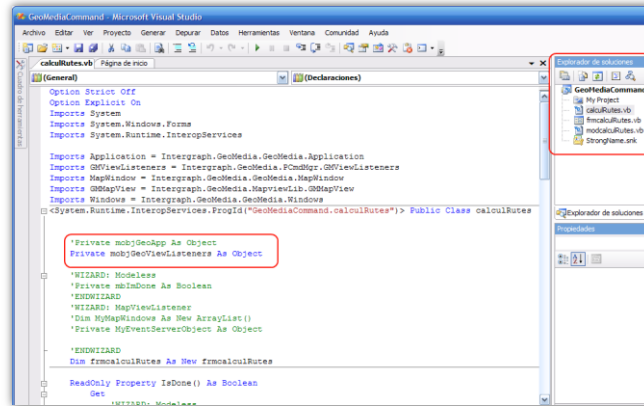 GeoMediaCommand - Microsoft Visual Studio
Archivo Editar Ver Proyecto Generar Depurar Datos Herramientas Ventana Comunidad Ayuda
calculRutes.vb Página de inicio
(General) (Declaraciones)
Cuadro de herramientas
Option Strict Off
Option Explicit On
Imports System
Imports System.Windows.Forms
Imports System.Runtime.InteropServices
Imports Application = Intergraph.GeoMedia.GeoMedia.Application
Imports GMViewListeners = Intergraph.GeoMedia.PCmdMgr.GMViewListeners
Imports MapWindow = Intergraph.GeoMedia.GeoMedia.MapWindow
Imports GMMapView = Intergraph.GeoMedia.MapviewLib.GMMapView
Imports Windows = Intergraph.GeoMedia.GeoMedia.Windows
<System.Runtime.InteropServices.ProgId("GeoMediaCommand.calculRutes")> Public Class calculRutes
'Private mobjGeoApp As Object
Private mobjGeoViewListeners As Object
'WIZARD: Modeless
'Private mbImDone As Boolean
'ENDWIZARD
'WIZARD: MapViewListener
'Dim MyMapWindows As New ArrayList()
'Private MyEventServerObject As Object
'ENDWIZARD
Dim frmcalculRutes As New frmcalculRutes
ReadOnly Property IsDone() As Boolean
Get
'WIZARD: Modeless
Explorador de soluciones
GeoMediaCommand
My Project
calculRutes.vb
frmcalculRutes.vb
modcalculRutes.vb
StrongName.snk
Explorador de soluciones
Propiedades